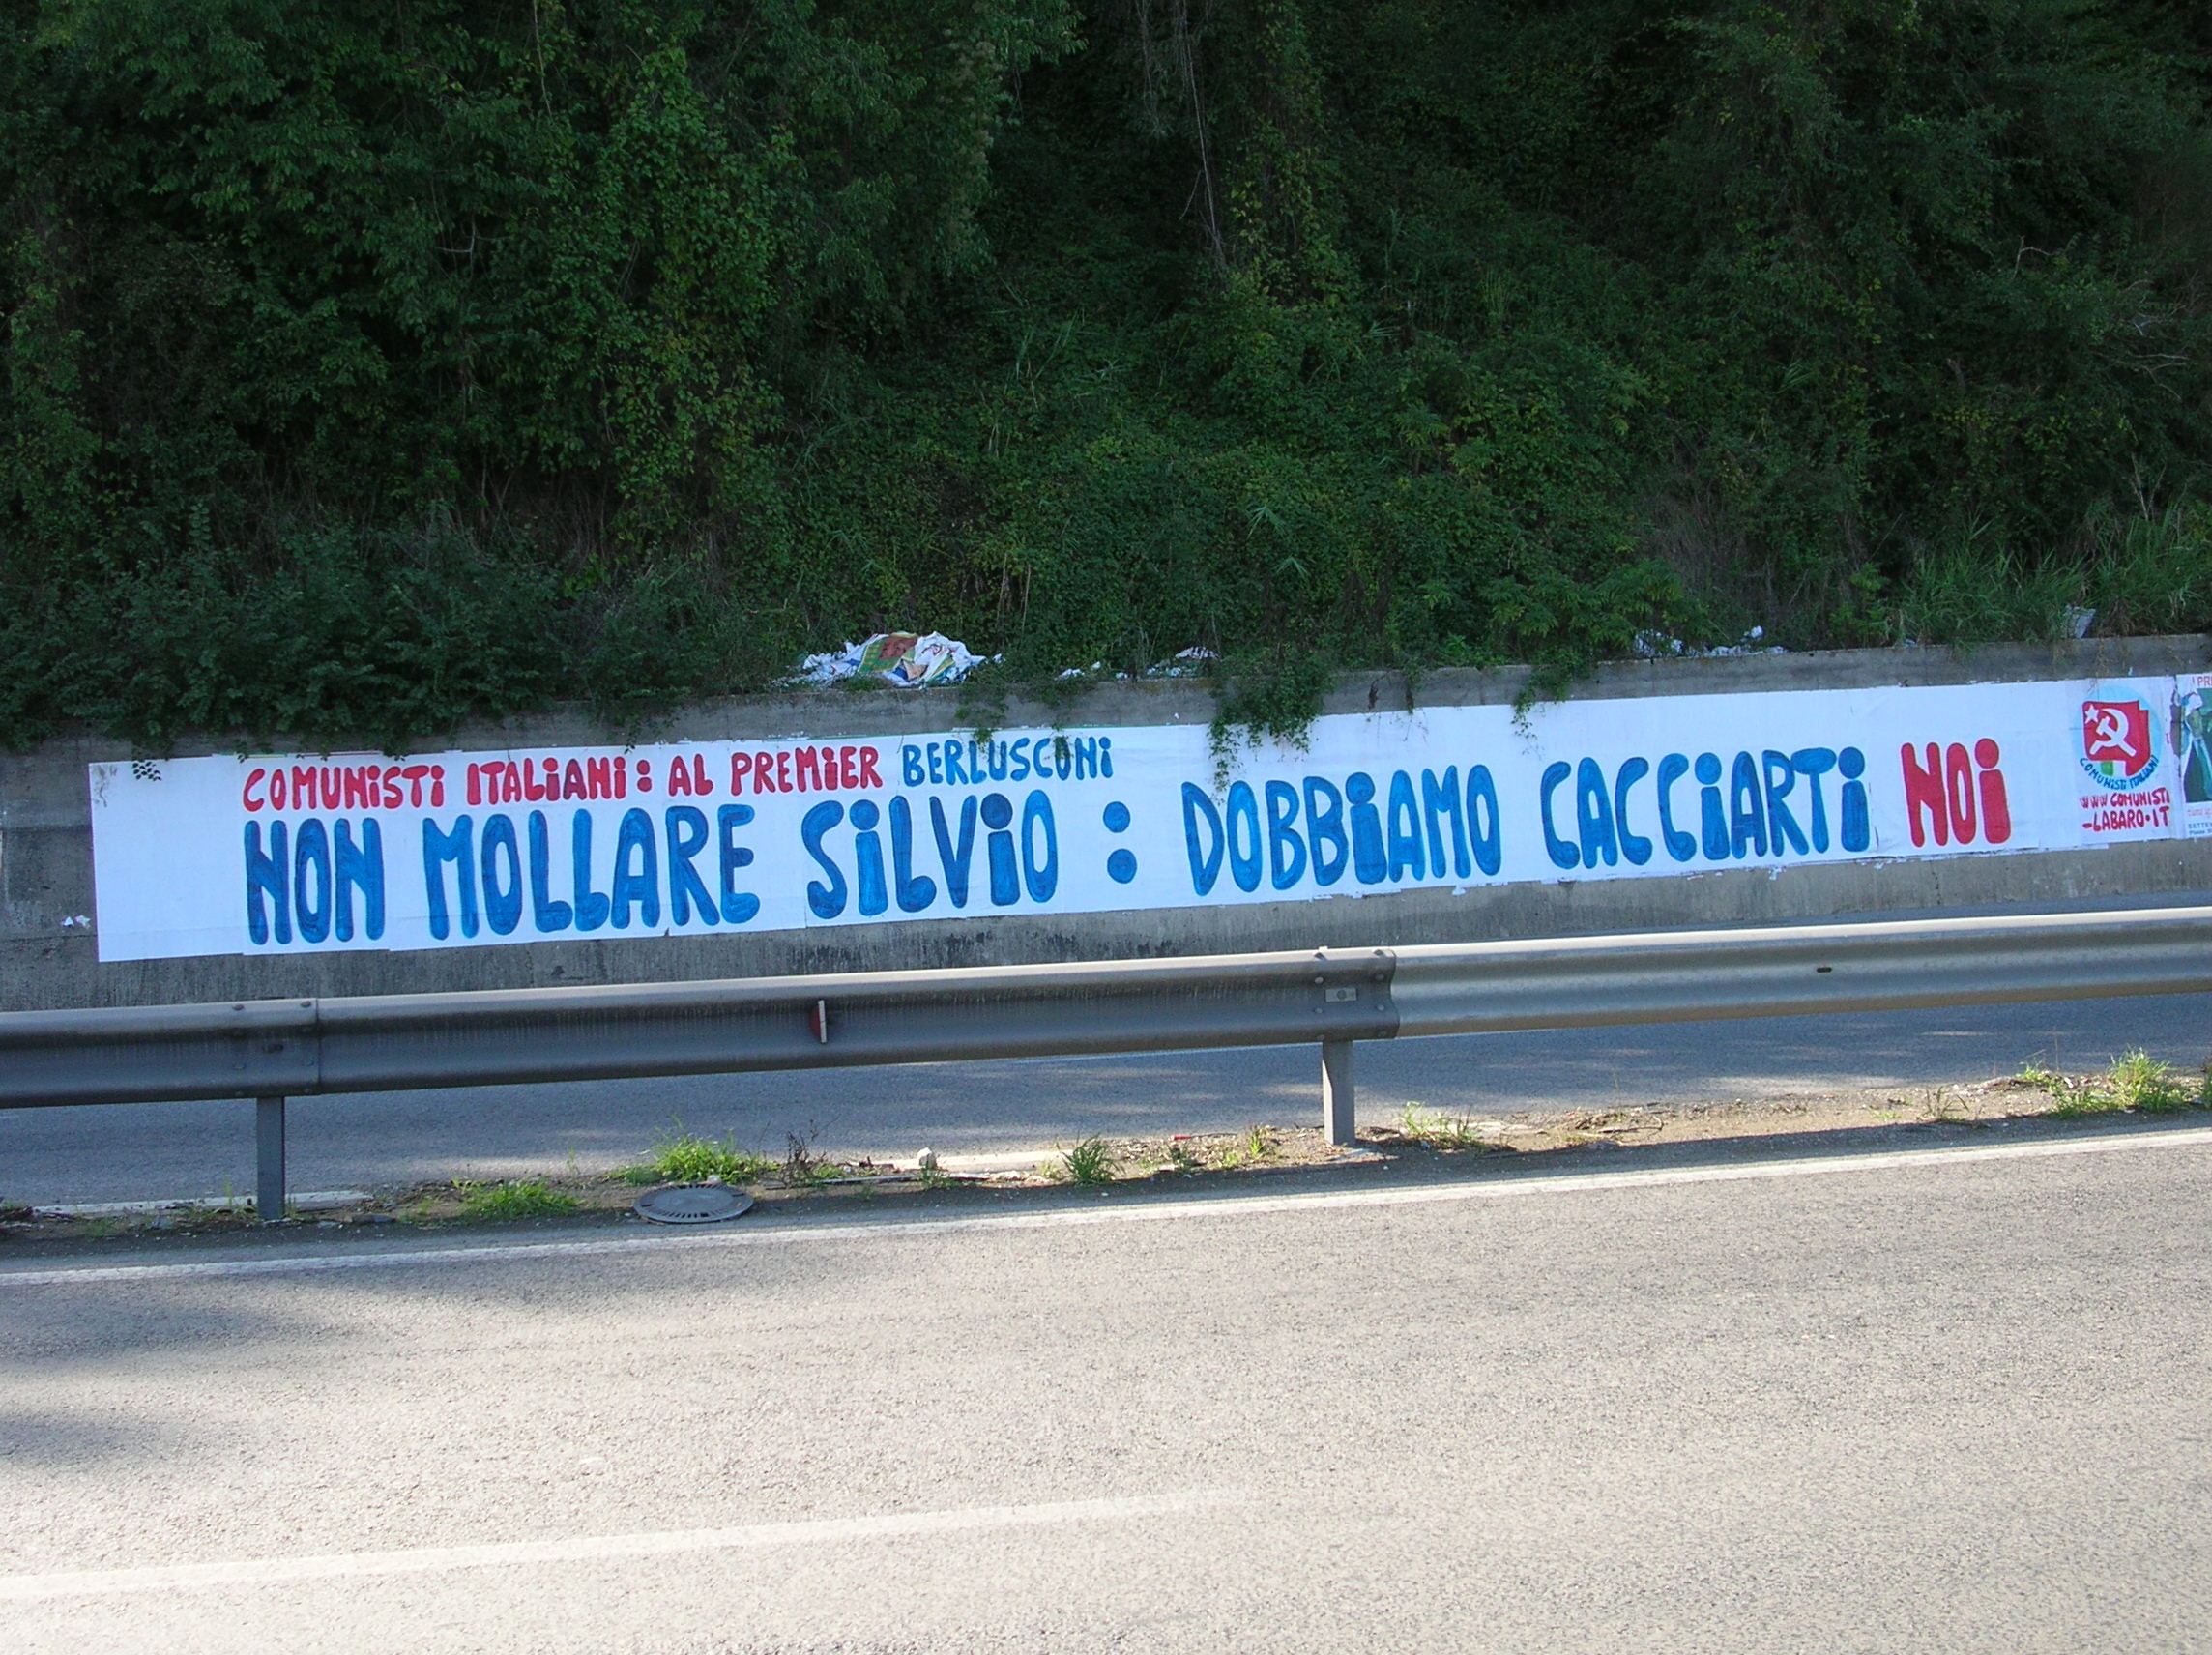 COMUNISTI ITALIANI : AL PREMIER BERLUSCONI
NON MOLLARE SILVIO : DOBBIAMO CACCIARTI NOI
COMUNISTI ITALIANI
WWW COMUNISTI
-LABARO.IT